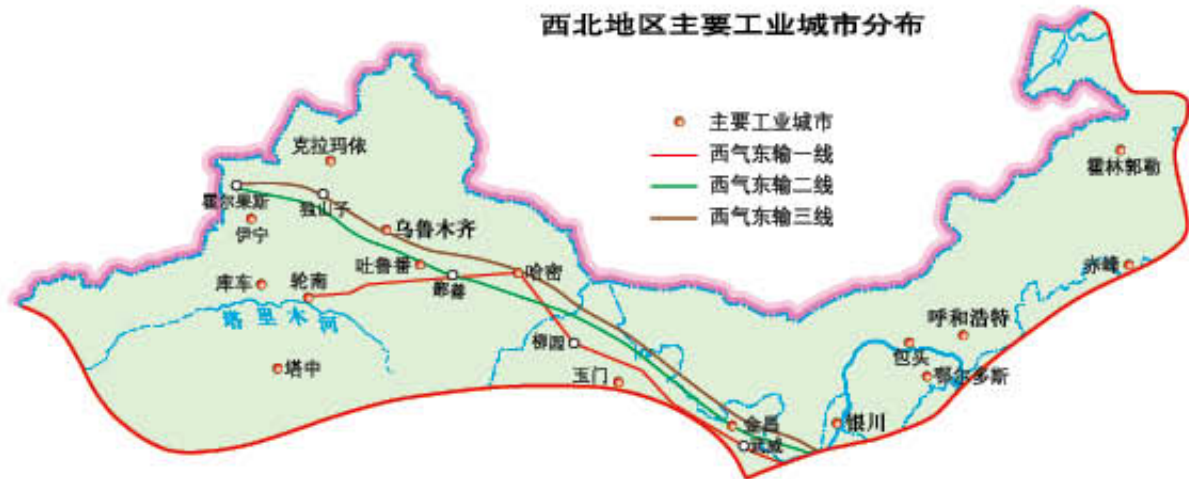 西北地区主要工业城市分布
主要工业城市
西气东输一线
西气东输二线
西气东输三线
克拉玛依
霍尔果斯
独山子
伊宁
乌鲁木齐
吐鲁番
鄯善
哈密
库车
轮南
塔里木河
塔中
柳园
玉门
金昌
武威
银川
包头
呼和浩特
鄂尔多斯
赤峰
霍林郭勒